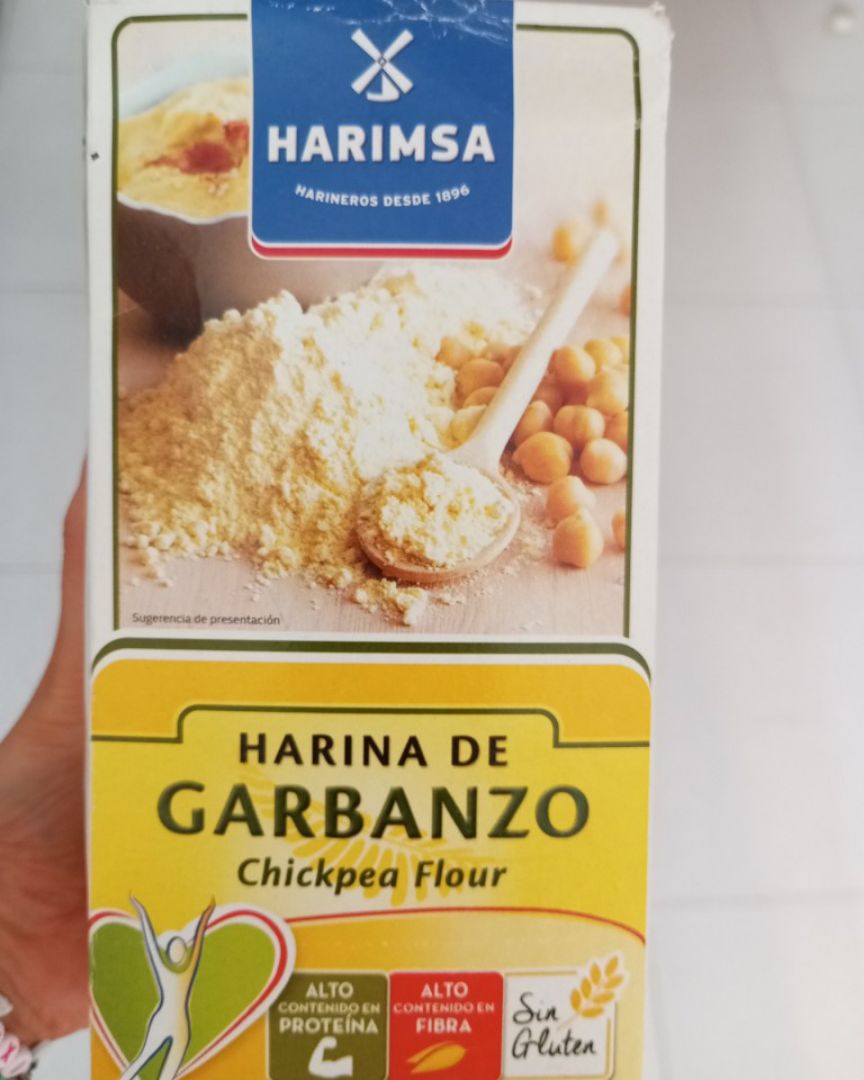 HARIMSA
HARINEROS DESDE 1896
Sugerencia de presentación
HARINA DE
GARBANZO
Chickpea Flour
ALTO
CONTENIDO EN
PROTEÍNA
ALTO
CONTENIDO EN
FIBRA
Sin
Gluten